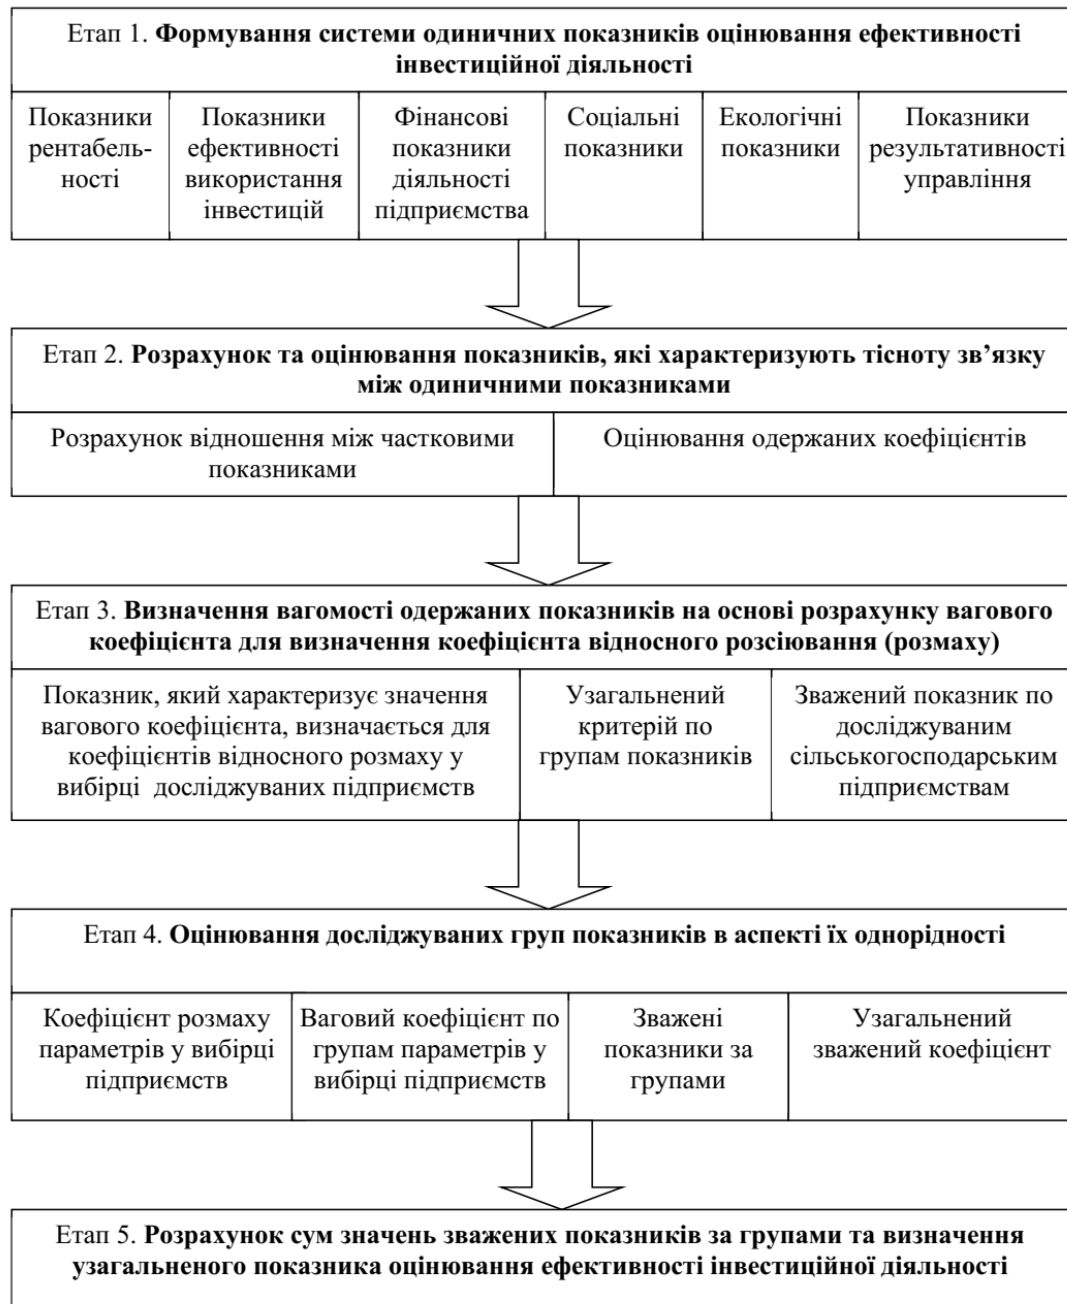 Етап 1. Формування системи одиничних показників оцінювання ефективності
інвестиційної діяльності
Показники
рентабель-
ності
Показники
ефективності
використання
інвестицій
Фінансові
показники
діяльності
підприємства
Соціальні
показники
Екологічні
показники
Показники
результативності
управління
Етап 2. Розрахунок та оцінювання показників, які характеризують тісноту зв’язку
між одиничними показниками
Розрахунок відношення між частковими
показниками
Оцінювання одержаних коефіцієнтів
Етап 3. Визначення вагомості одержаних показників на основі розрахунку вагового
коефіцієнта для визначення коефіцієнта відносного розсіювання (розмаху)
Показник, який характеризує значення
вагового коефіцієнта, визначається для
коефіцієнтів відносного розмаху у
вибірці досліджуваних підприємств
Узагальнений
критерій по
групам показників
Зважений показник по
досліджуваним
сільськогосподарським
підприємствам
Етап 4. Оцінювання досліджуваних груп показників в аспекті їх однорідності
Коефіцієнт розмаху
параметрів у вибірці
підприємств
Ваговий коефіцієнт по
групам параметрів у
вибірці підприємств
Зважені
показники за
групами
Узагальнений
зважений коефіцієнт
Етап 5. Розрахунок сум значень зважених показників за групами та визначення
узагальненого показника оцінювання ефективності інвестиційної діяльності